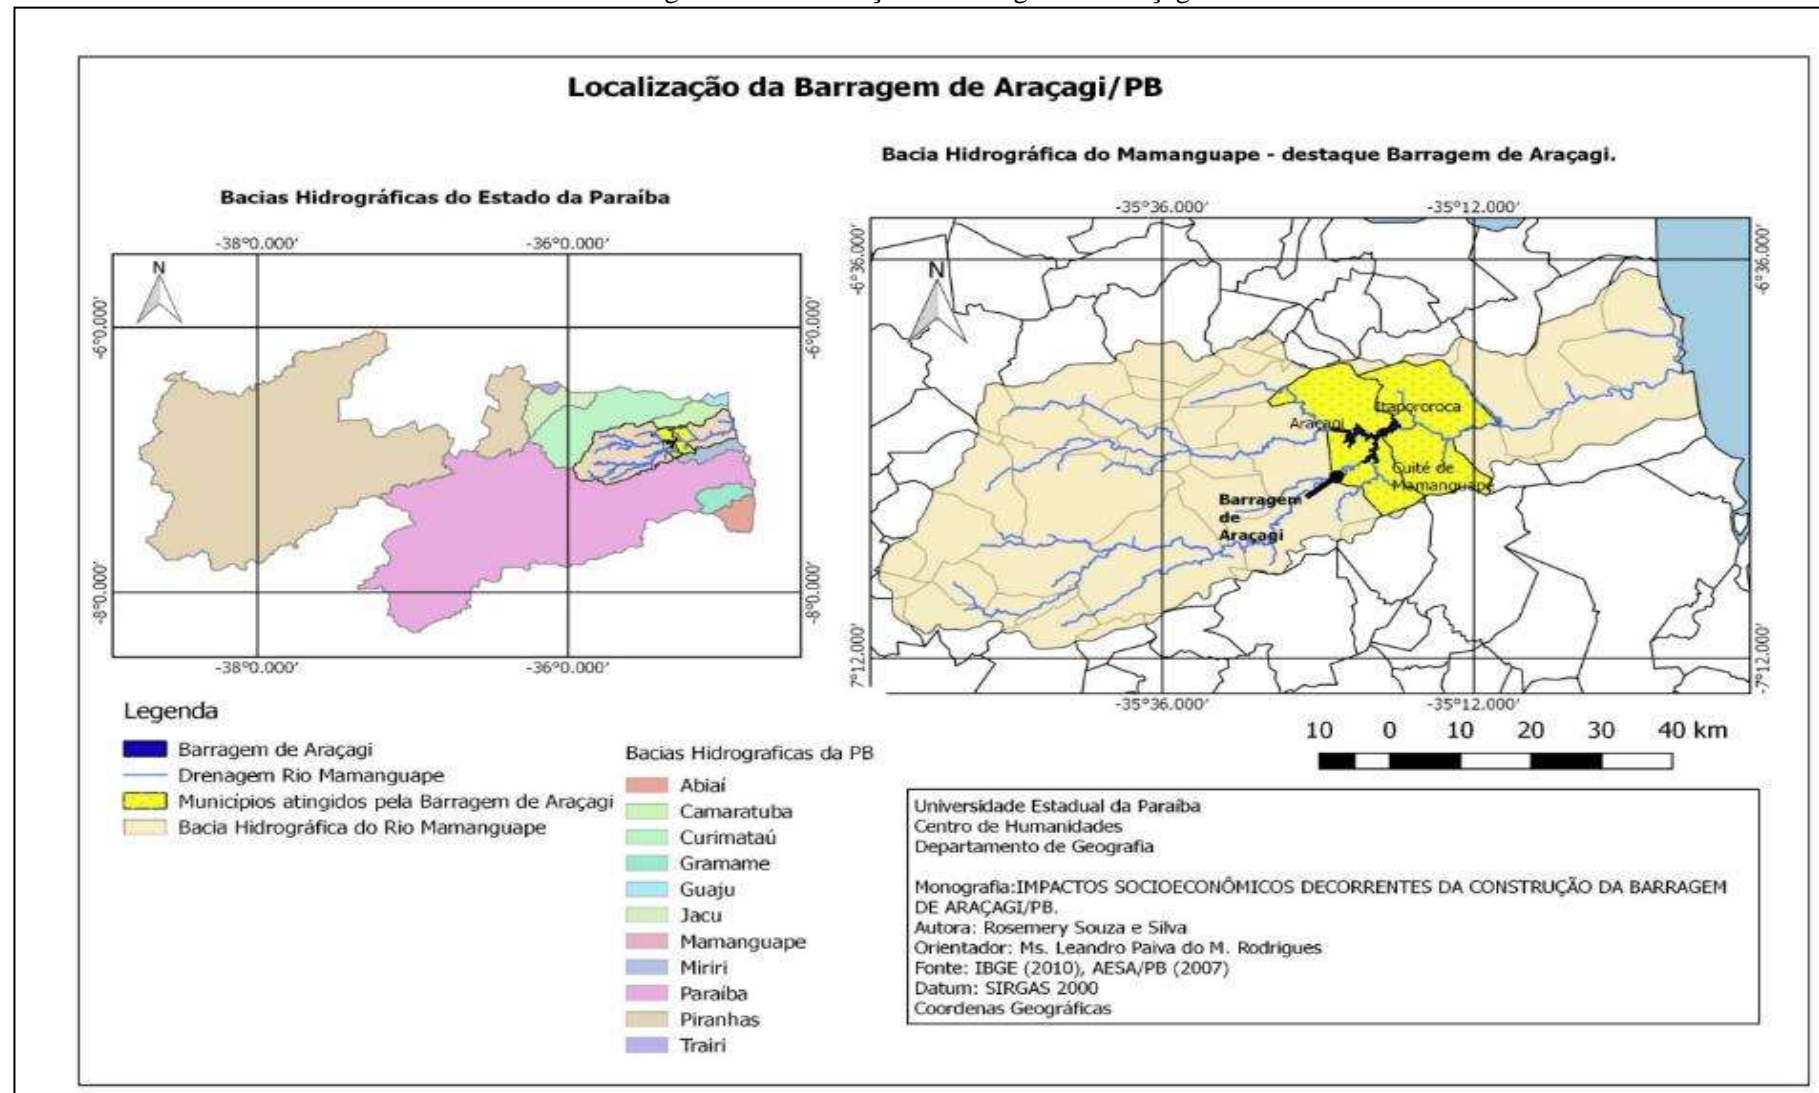 Localização da Barragem de Araçagi/PB
Bacias Hidrográficas do Estado da Paraíba
-38°0.000' -36°0.000'
N
-6°0.000' -6°0.000'
-8°0.000' -8°0.000'
-38°0.000' -36°0.000'
Bacia Hidrográfica do Mamanguape - destaque Barragem de Araçagi.
-35°36.000' -35°12.000'
-6°36.000' -6°36.000'
N
Itapororoca
Araçagi
Cuité de
Mamanguape
Barragem
de
Araçagi
7°12.000' -7°12.000'
-35°36.000' -35°12.000'
10 0 10 20 30 40 km
Legenda
Barragem de Araçagi
Drenagem Rio Mamanguape
Municípios atingidos pela Barragem de Araçagi
Bacia Hidrográfica do Rio Mamanguape
Bacias Hidrograficas da PB
Abiaí
Camaratuba
Curimataú
Gramame
Guaju
Jacu
Mamanguape
Miriri
Paraíba
Piranhas
Trairi
Universidade Estadual da Paraíba
Centro de Humanidades
Departamento de Geografia
Monografia:IMPACTOS SOCIOECONÔMICOS DECORRENTES DA CONSTRUÇÃO DA BARRAGEM
DE ARAÇAGI/PB.
Autora: Rosemery Souza e Silva
Orientador: Ms. Leandro Paiva do M. Rodrigues
Fonte: IBGE (2010), AESA/PB (2007)
Datum: SIRGAS 2000
Coordenas Geográficas